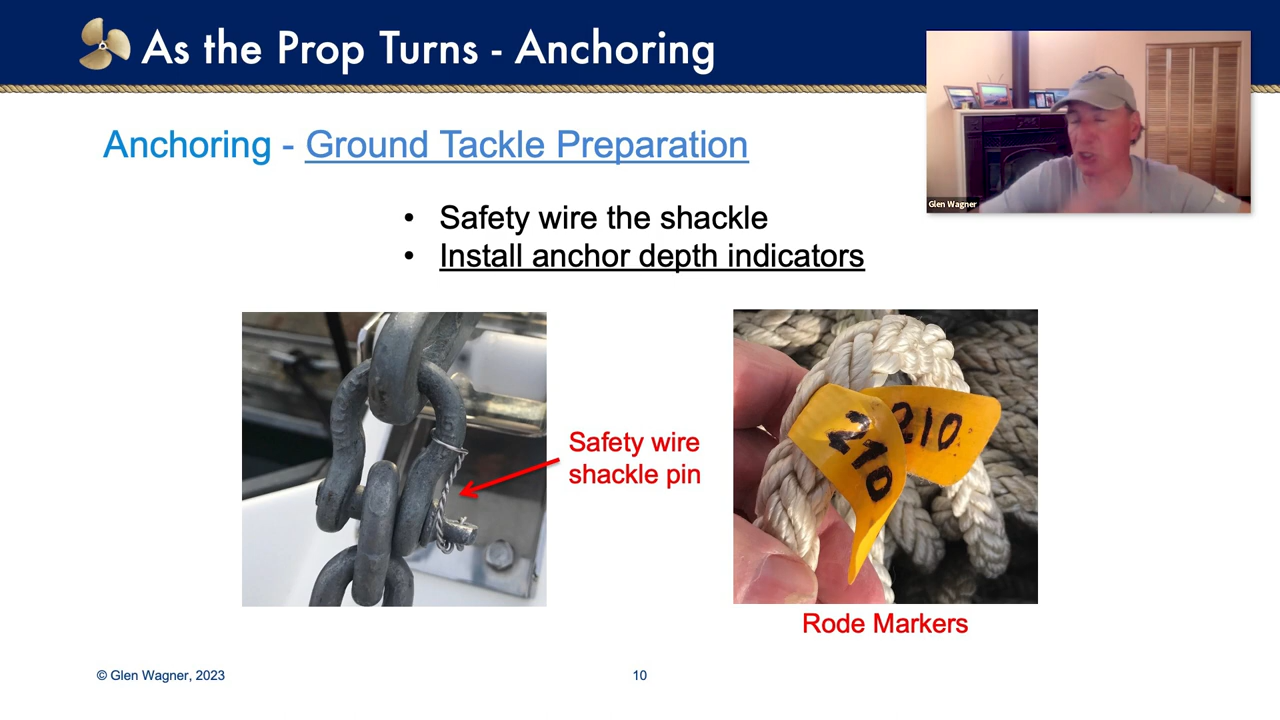 As the Prop Turns - Anchoring
Glen Wagner
Anchoring - Ground Tackle Preparation
• Safety wire the shackle
• Install anchor depth indicators
Safety wire
shackle pin
210
210
Rode Markers
© Glen Wagner, 2023
10